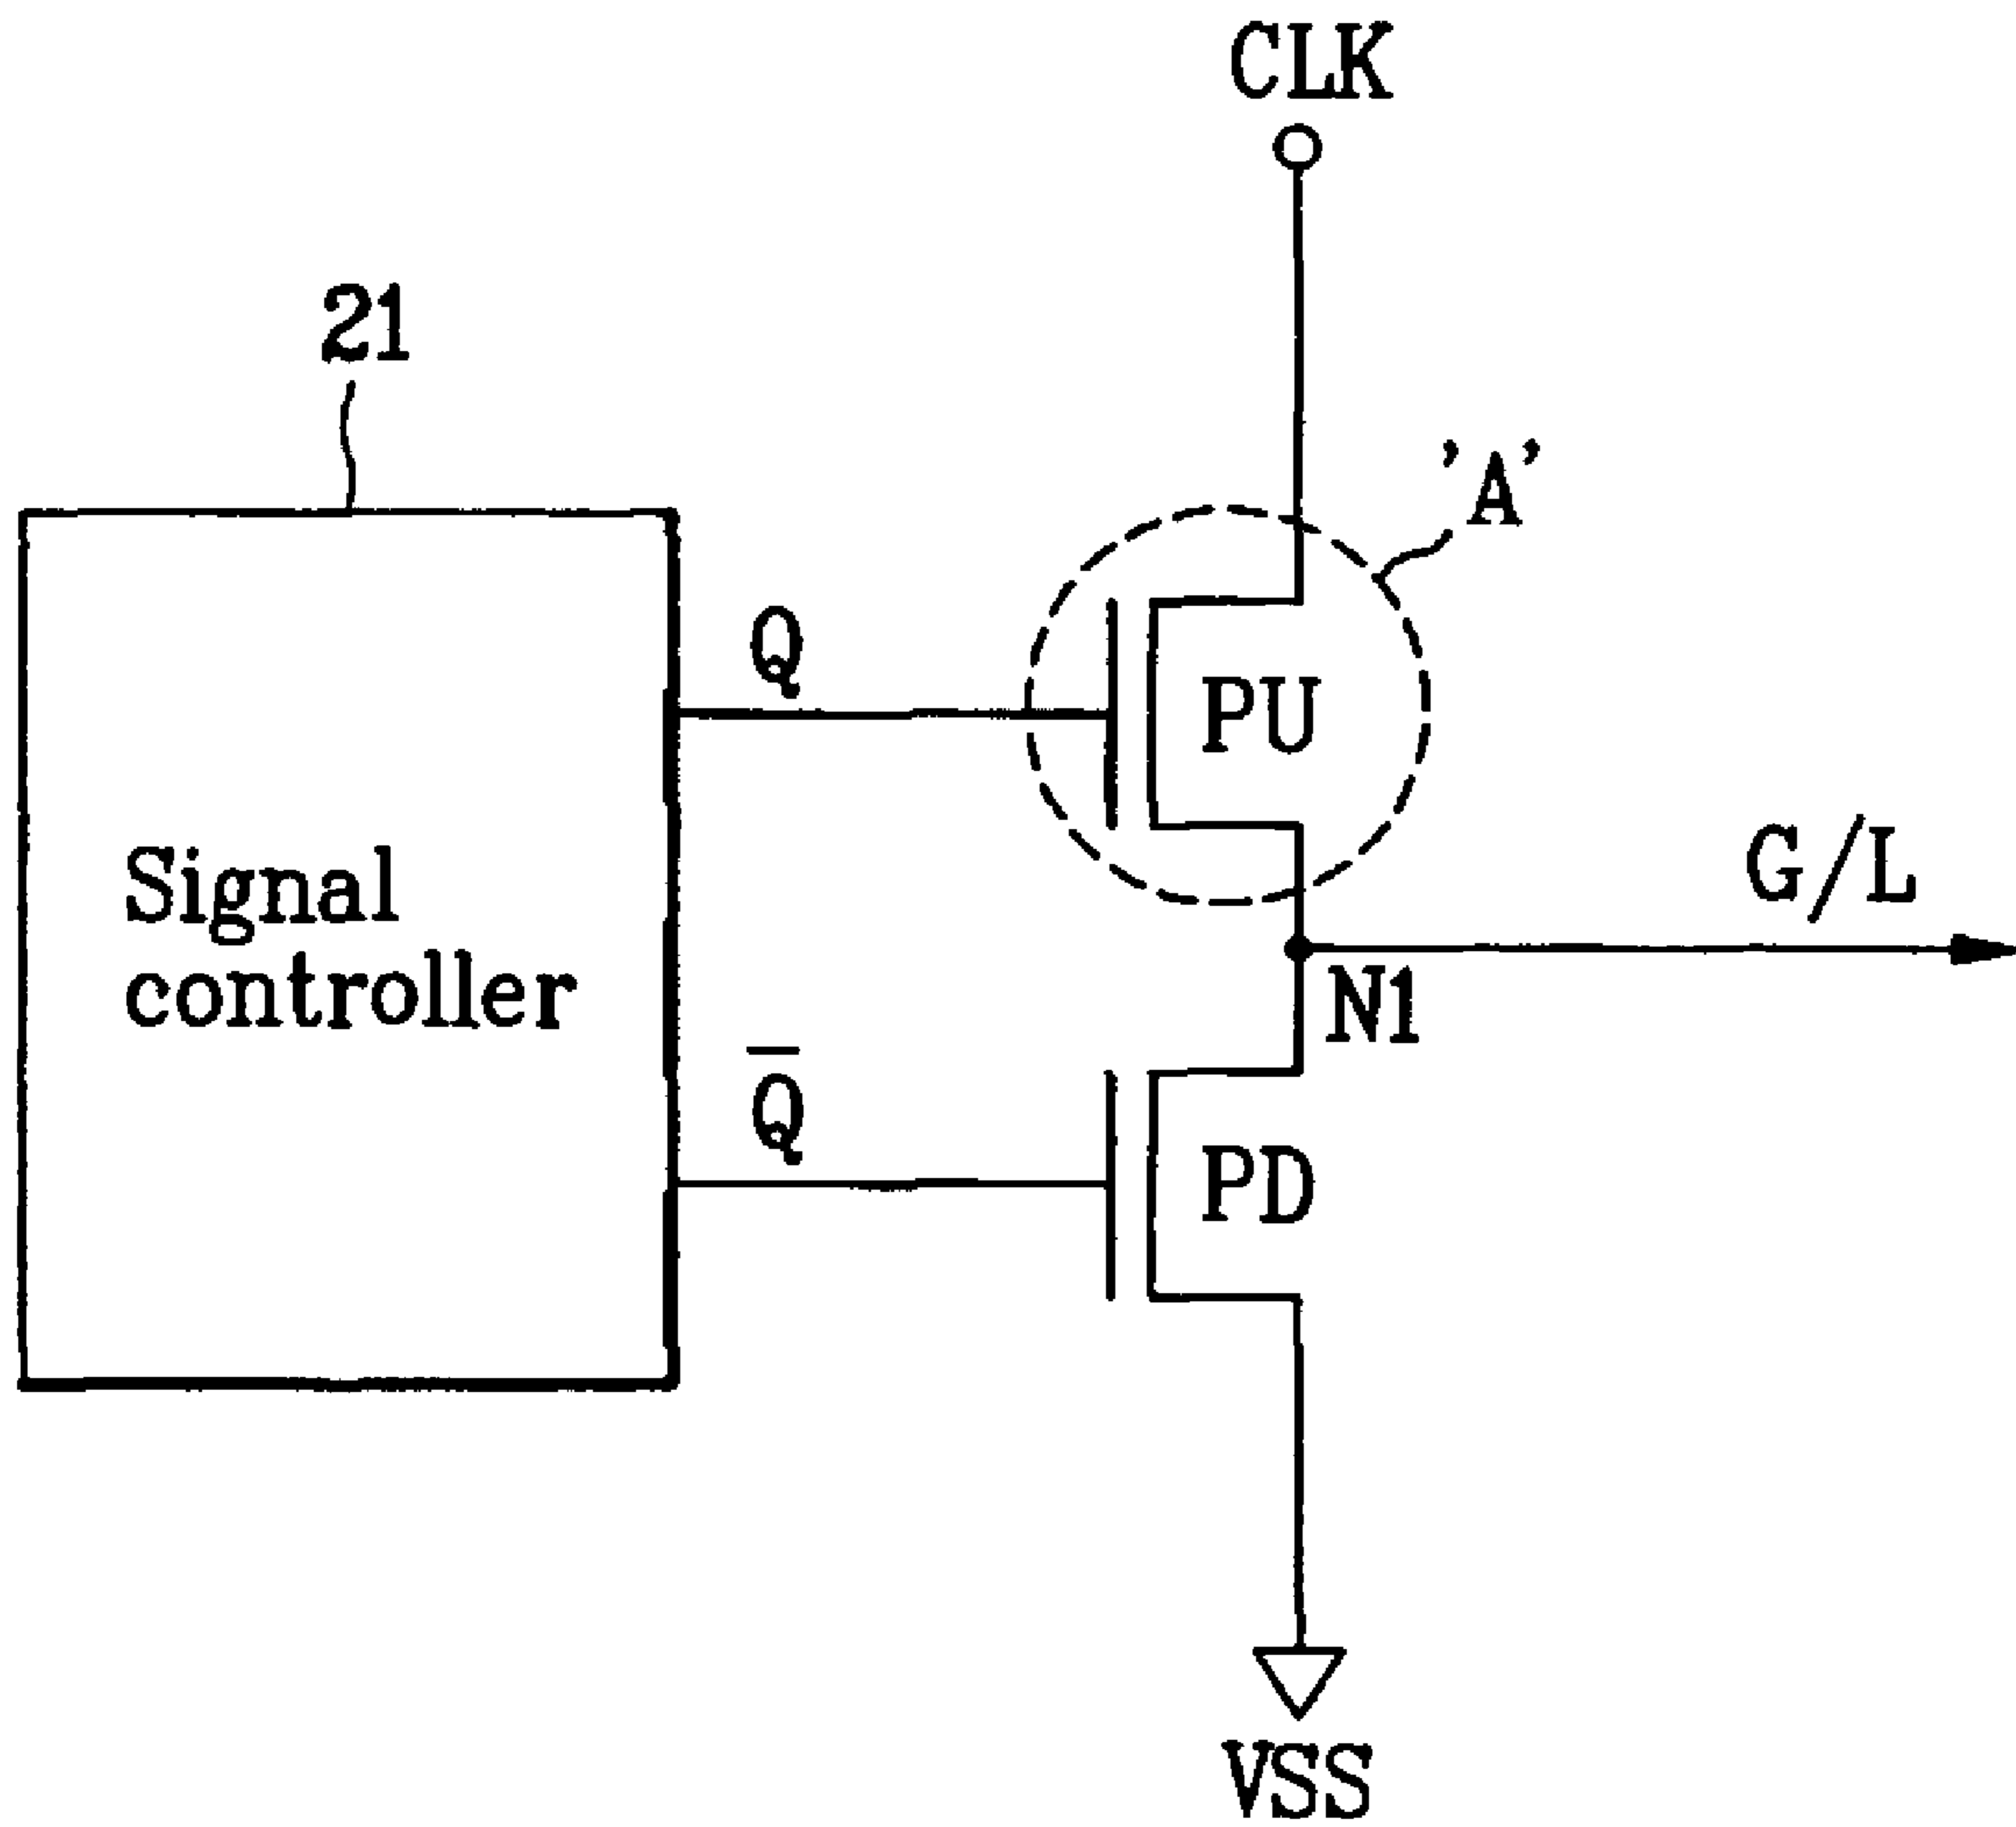 CLK
21
'A'
Q
PU
G/L
Signal
controller
N1
Q̅
PD
VSS